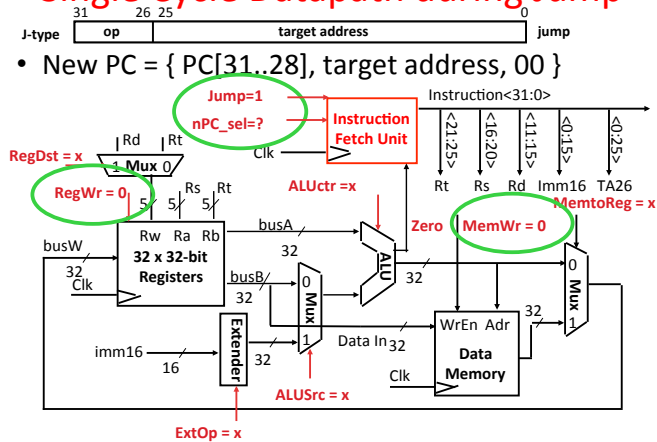 Single Cycle Datapath during Jump
31 26 25 0
J-type op target address jump
• New PC = { PC[31..28], target address, 00 }
Jump=1
nPC_sel=?
Instruction
Fetch Unit
Clk
Instruction<31:0>
<21:25> <16:20> <11:15> <0:15> <0:25>
Rt Rs Rd Imm16 TA26
Rd Rt
RegDst = x
1 Mux 0
RegWr = 0
5 5 5
Rs Rt
ALUctr =x
Zero
MemWr = 0
MemtoReg = x
busW
32
Clk
Rw Ra Rb
32 x 32-bit
Registers
busA
32
busB
32
ALU
32
0
Mux
1
0
Mux
1
WrEn Adr
Data
Memory
Data In
32
32
Clk
imm16
16
Extender
32
ALUSrc = x
ExtOp = x